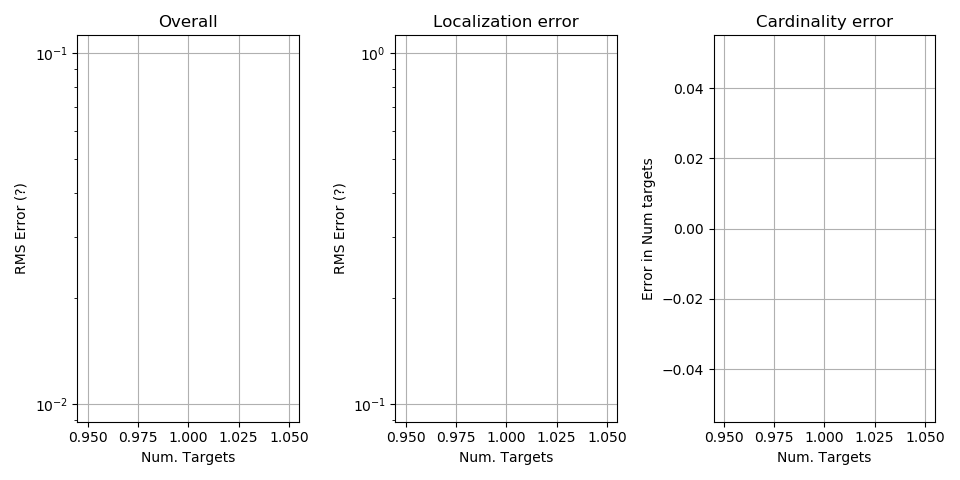 Overall
10⁻¹
10⁻²
RMS Error (?)
0.950 0.975 1.000 1.025 1.050
Num. Targets
Localization error
10⁰
10⁻¹
RMS Error (?)
0.950 0.975 1.000 1.025 1.050
Num. Targets
Cardinality error
0.04
0.02
0.00
−0.02
−0.04
Error in Num targets
0.950 0.975 1.000 1.025 1.050
Num. Targets